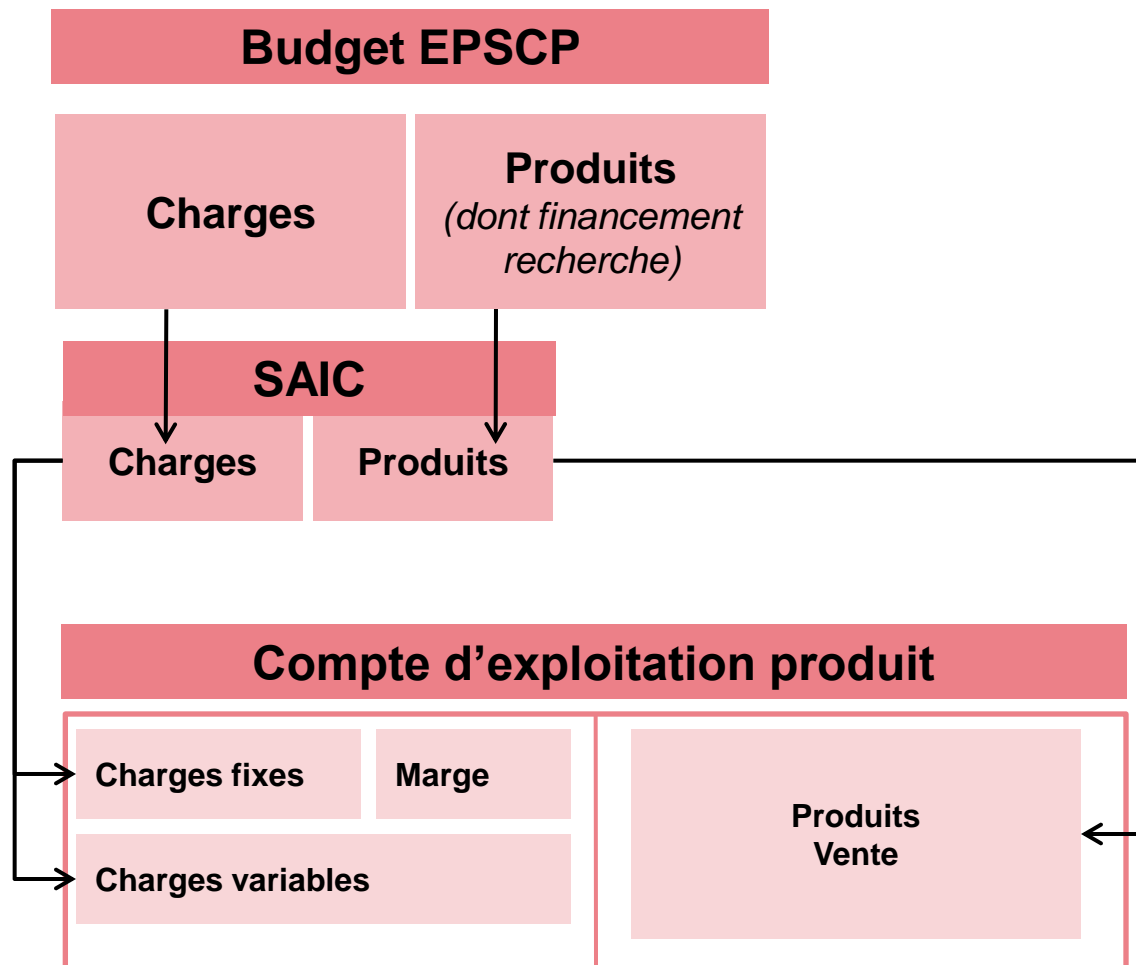 Budget EPSCP
Charges
Produits
(dont financement
recherche)
SAIC
Charges
Produits
Compte d’exploitation produit
Charges fixes
Marge
Charges variables
Produits
Vente